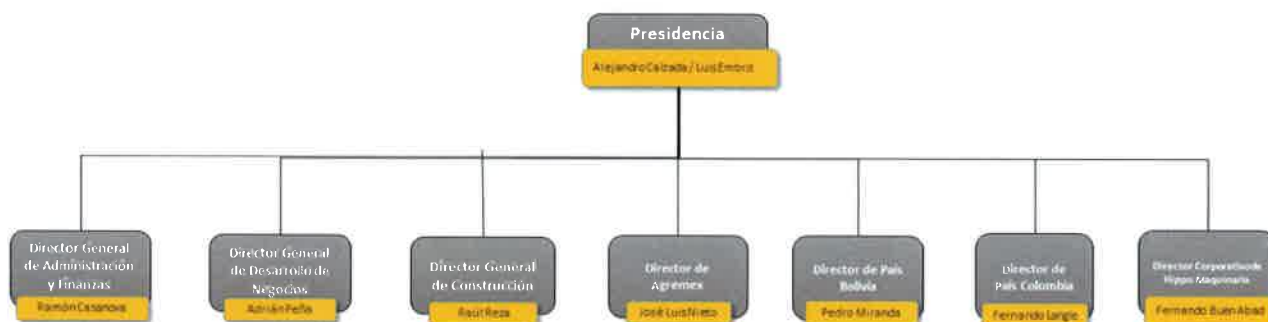 Presidencia
Alejandro Calzada / Luis Embriz
Director General
de Administración
y Finanzas
Ramón Casanova
Director General
de Desarrollo de
Negocios
Adrián Peña
Director General
de Construcción
Raúl Reza
Director de
Agremex
José Luis Nieto
Director de País
Bolivia
Pedro Miranda
Director de
País Colombia
Fernando Langle
Director Corporativo de
Hippo Maquinaria
Fernando Buen Abad